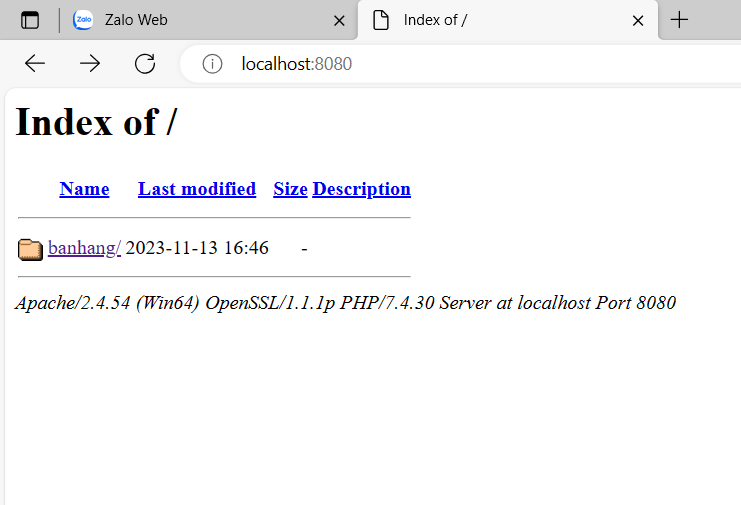 Zalo Zalo Web Index of /
localhost:8080
Index of /
Name Last modified Size Description
banhang/ 2023-11-13 16:46 -
Apache/2.4.54 (Win64) OpenSSL/1.1.1p PHP/7.4.30 Server at localhost Port 8080